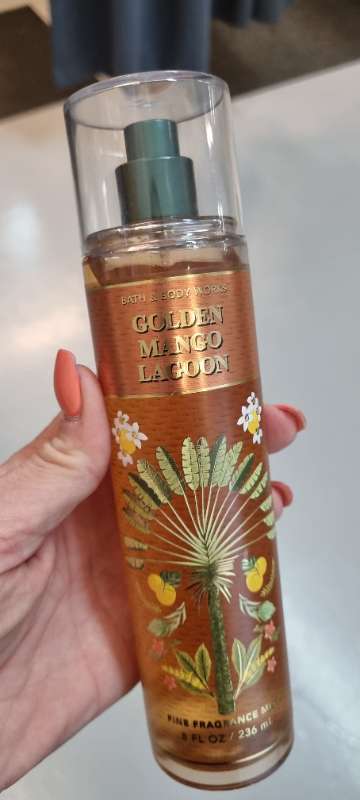 BATH & BODY WORKS
GOLDEN
MANGO
LAGOON
FINE FRAGRANCE MIST
8 FL OZ / 236 mL